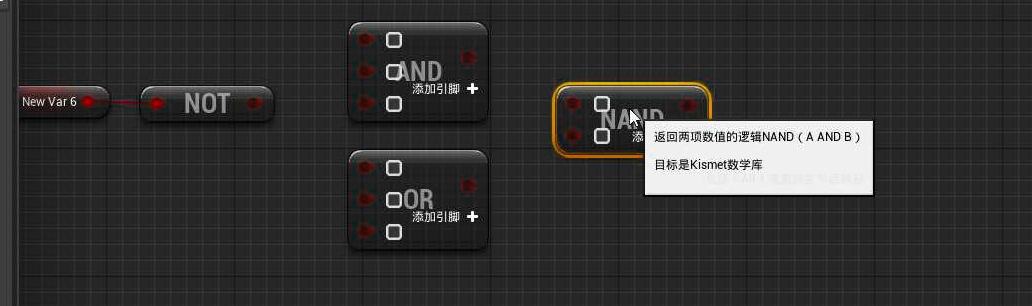 New Var 6
NOT
AND
添加引脚
OR
添加引脚
NAND
添
返回两项数值的逻辑NAND（A AND B）
目标是Kismet数学库